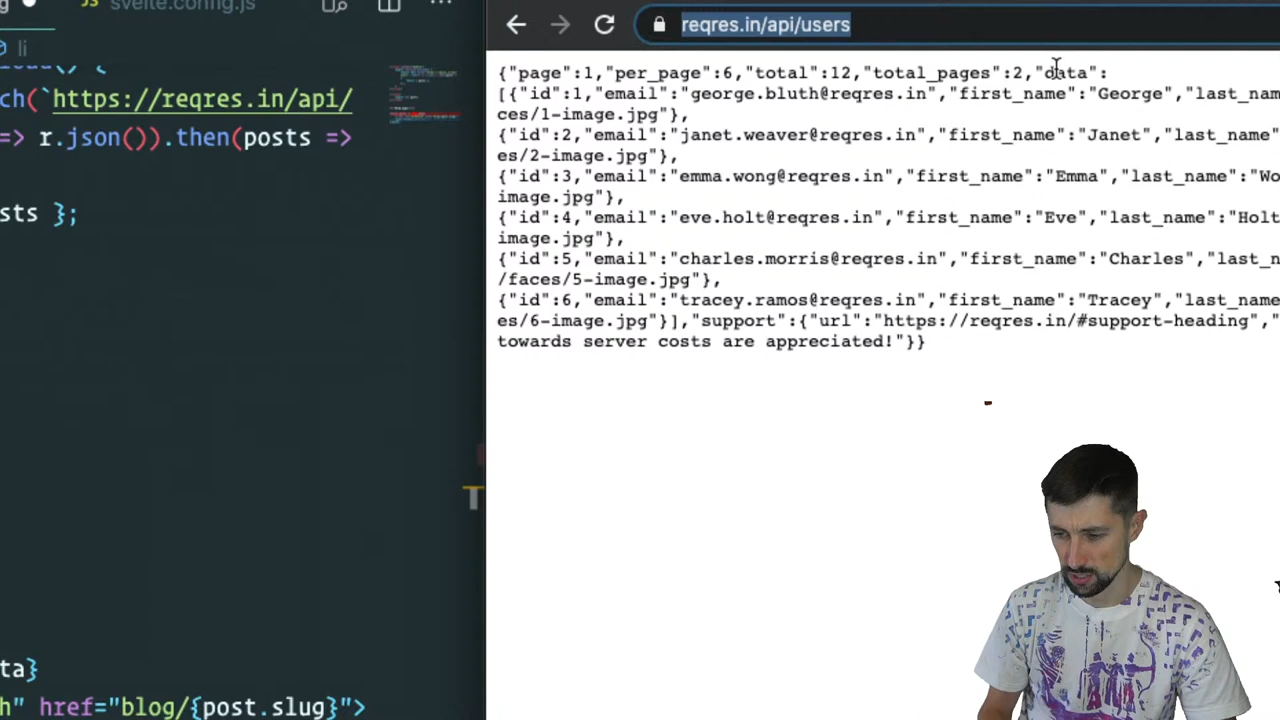 svelte.config.js
li
load() {
ch(`https://reqres.in/api/
=> r.json()).then(posts =>
sts };
ta}
h" href="blog/{post.slug}">
T
reqres.in/api/users
{"page":1,"per_page":6,"total":12,"total_pages":2,"data":
[{"id":1,"email":"george.bluth@reqres.in","first_name":"George","last_nam
ces/1-image.jpg"},
{"id":2,"email":"janet.weaver@reqres.in","first_name":"Janet","last_name"
es/2-image.jpg"},
{"id":3,"email":"emma.wong@reqres.in","first_name":"Emma","last_name":"Wo
image.jpg"},
{"id":4,"email":"eve.holt@reqres.in","first_name":"Eve","last_name":"Holt
image.jpg"},
{"id":5,"email":"charles.morris@reqres.in","first_name":"Charles","last_n
/faces/5-image.jpg"},
{"id":6,"email":"tracey.ramos@reqres.in","first_name":"Tracey","last_name
es/6-image.jpg"}],"support":{"url":"https://reqres.in/#support-heading","
towards server costs are appreciated!"}}